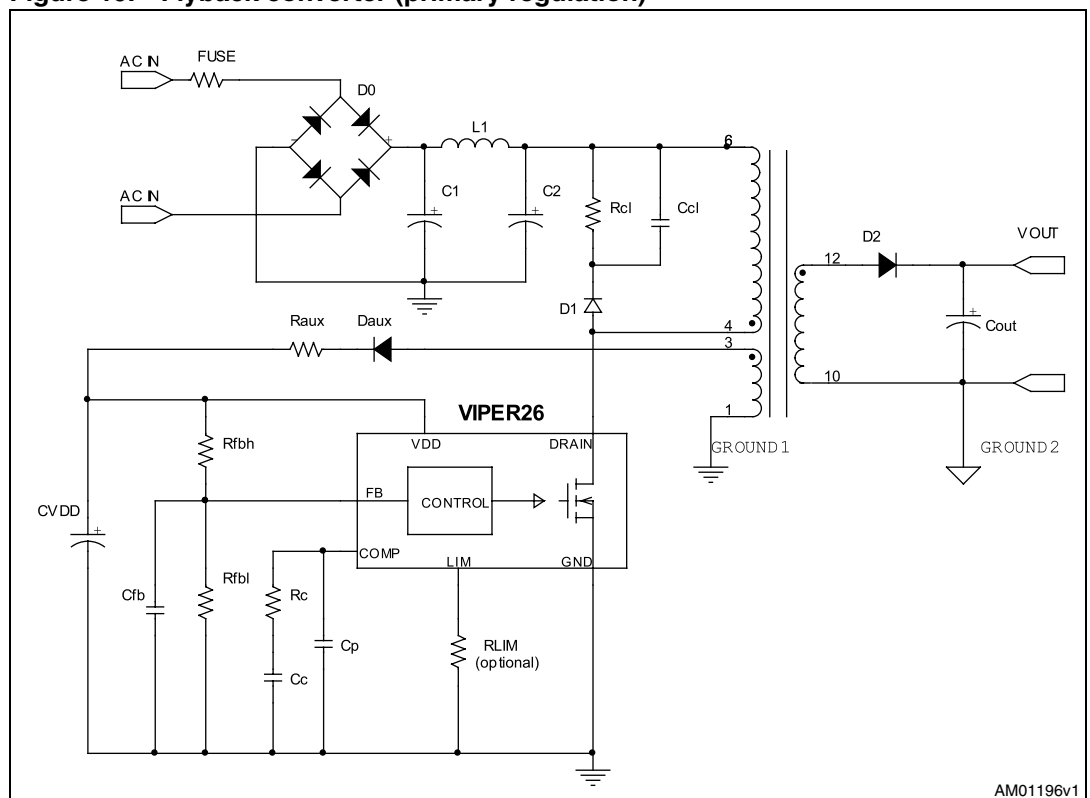 Figure 16. Flyback converter (primary regulation)
AC IN
FUSE
D0
-
+
L1
6
AC IN
C1
+
C2
+
Rcl
Ccl
D2
VOUT
12
D1
Raux
Daux
4
3
Cout
+
10
1
VIPER26
GROUND1
GROUND2
VDD
DRAIN
Rfbh
FB
CONTROL
CVDD
+
COMP
LIM
GND
Cfb
Rfbl
Rc
Cp
RLIM
(optional)
Cc
AM01196v1